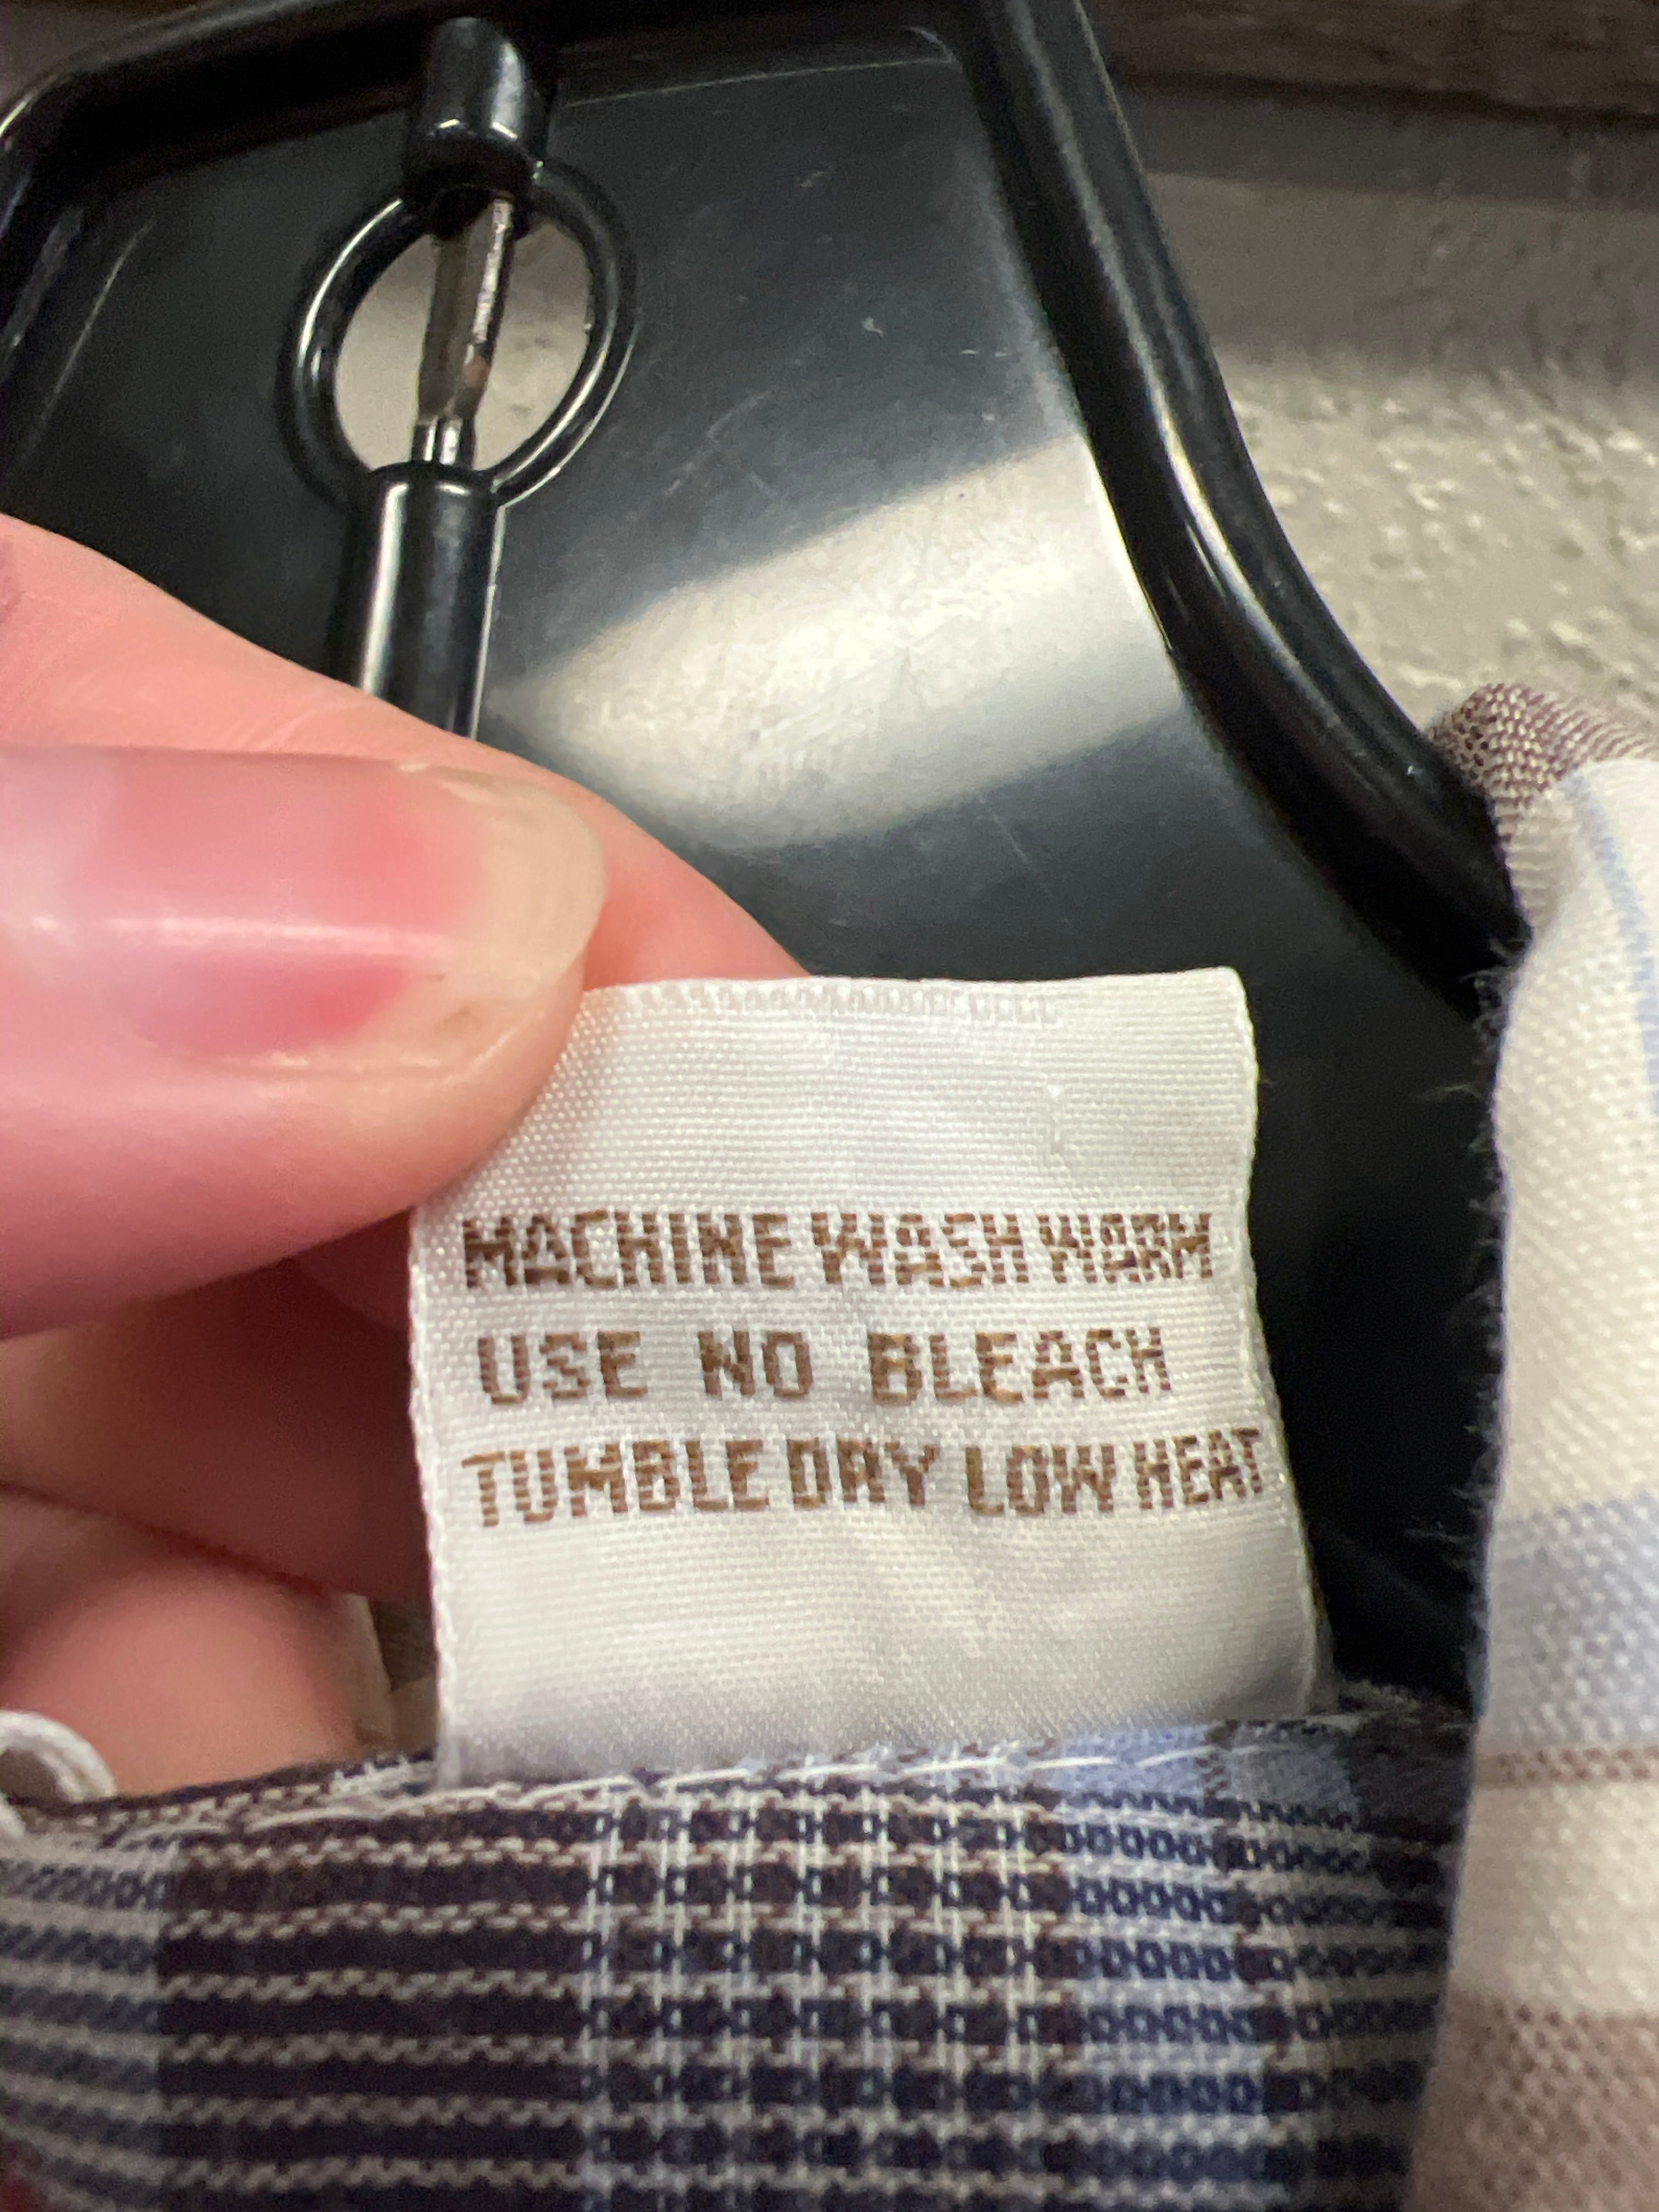 MACHINE WASH WARM
USE NO BLEACH
TUMBLE DRY LOW HEAT